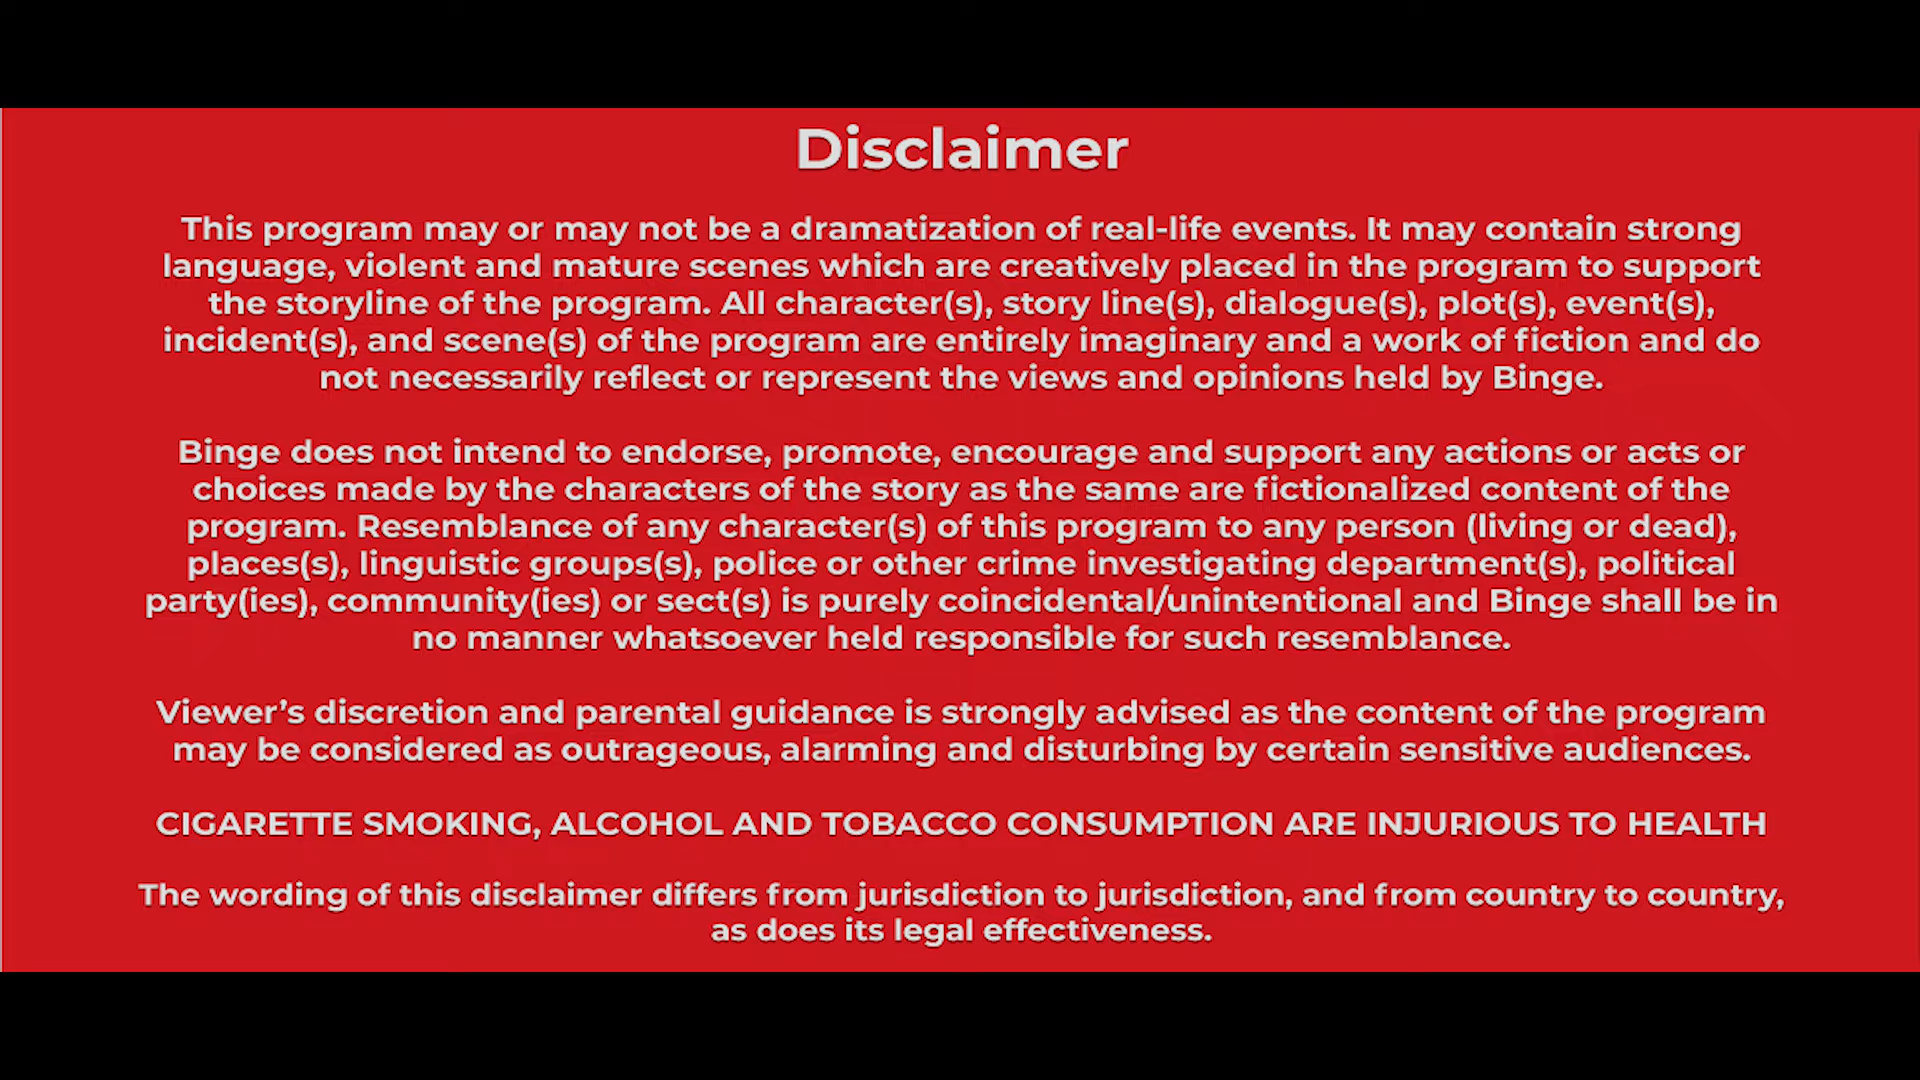 Disclaimer
This program may or may not be a dramatization of real-life events. It may contain strong
language, violent and mature scenes which are creatively placed in the program to support
the storyline of the program. All character(s), story line(s), dialogue(s), plot(s), event(s),
incident(s), and scene(s) of the program are entirely imaginary and a work of fiction and do
not necessarily reflect or represent the views and opinions held by Binge.
Binge does not intend to endorse, promote, encourage and support any actions or acts or
choices made by the characters of the story as the same are fictionalized content of the
program. Resemblance of any character(s) of this program to any person (living or dead),
places(s), linguistic groups(s), police or other crime investigating department(s), political
party(ies), community(ies) or sect(s) is purely coincidental/unintentional and Binge shall be in
no manner whatsoever held responsible for such resemblance.
Viewer’s discretion and parental guidance is strongly advised as the content of the program
may be considered as outrageous, alarming and disturbing by certain sensitive audiences.
CIGARETTE SMOKING, ALCOHOL AND TOBACCO CONSUMPTION ARE INJURIOUS TO HEALTH
The wording of this disclaimer differs from jurisdiction to jurisdiction, and from country to country,
as does its legal effectiveness.